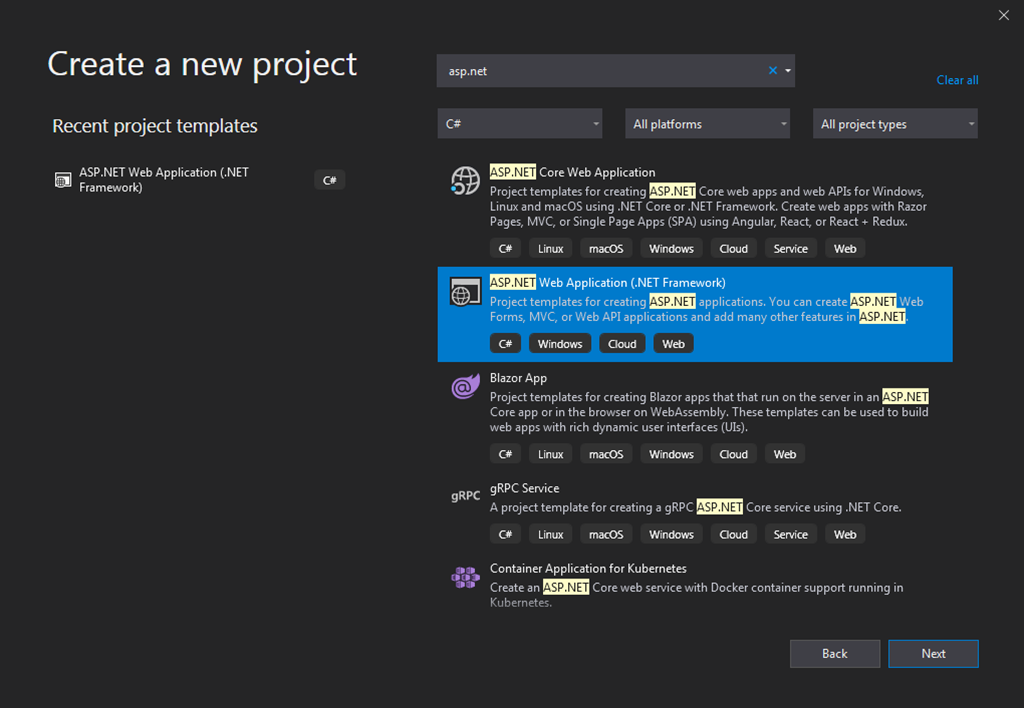 Create a new project
Recent project templates
ASP.NET Web Application (.NET
Framework)
C#
asp.net
Clear all
C#
All platforms
All project types
ASP.NET Core Web Application
Project templates for creating ASP.NET Core web apps and web APIs for Windows,
Linux and macOS using .NET Core or .NET Framework. Create web apps with Razor
Pages, MVC, or Single Page Apps (SPA) using Angular, React, or React + Redux.
C# Linux macOS Windows Cloud Service Web
ASP.NET Web Application (.NET Framework)
Project templates for creating ASP.NET applications. You can create ASP.NET Web
Forms, MVC, or Web API applications and add many other features in ASP.NET.
C# Windows Cloud Web
Blazor App
Project templates for creating Blazor apps that that run on the server in an ASP.NET
Core app or in the browser on WebAssembly. These templates can be used to build
web apps with rich dynamic user interfaces (UIs).
C# Linux macOS Windows Cloud Web
gRPC
gRPC Service
A project template for creating a gRPC ASP.NET Core service using .NET Core.
C# Linux macOS Windows Cloud Service Web
Container Application for Kubernetes
Create an ASP.NET Core web service with Docker container support running in
Kubernetes.
Back
Next